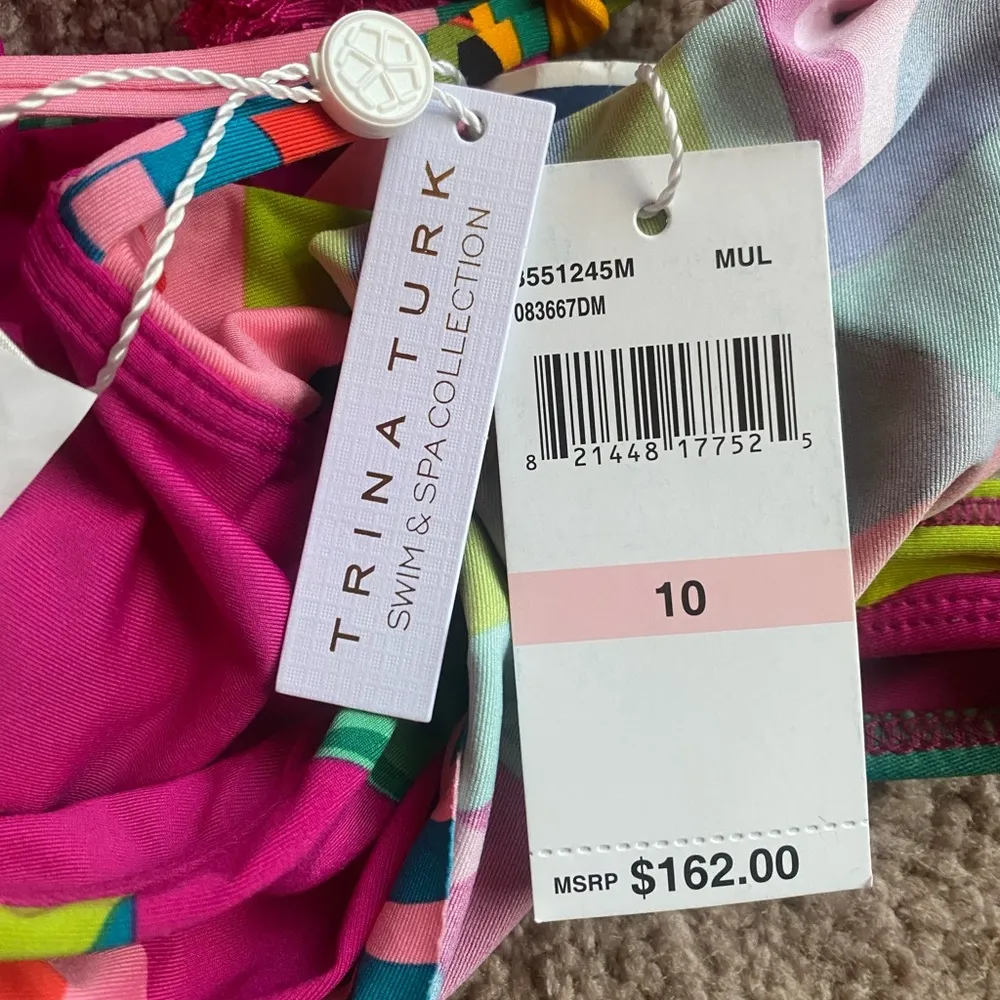 TRINA TURK
SWIM & SPA COLLECTION
551245M MUL
083667DM
8 21448 17752 5
10
MSRP $162.00